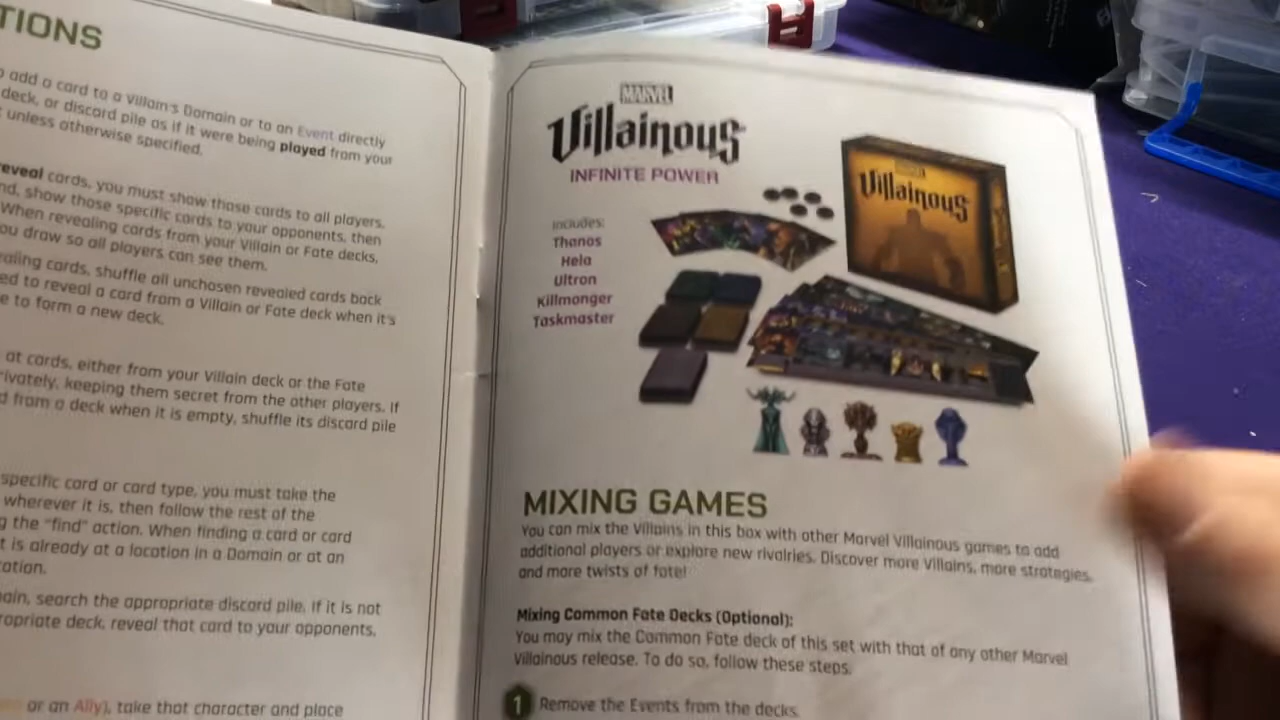 TIONS
add a card to a Villain's Domain or to an Event directly
deck, or discard pile as if it were being played from your
unless otherwise specified.
reveal cards, you must show those cards to all players.
nd, show those specific cards to your opponents, then
When revealing cards from your Villain or Fate decks,
ou draw so all players can see them.
ealing cards, shuffle all unchosen revealed cards back
ed to reveal a card from a Villain or Fate deck when it's
e to form a new deck.
at cards, either from your Villain deck or the Fate
rivately, keeping them secret from the other players. If
d from a deck when it is empty, shuffle its discard pile
specific card or card type, you must take the
wherever it is, then follow the rest of the
g the "find" action. When finding a card or card
t is already at a location in a Domain or at an
cation.
ain, search the appropriate discard pile. If it is not
ropriate deck, reveal that card to your opponents,
or an Ally), take that character and place
MARVEL
Villainous
INFINITE POWER
Includes:
Thanos
Hela
Ultron
Killmonger
Taskmaster
MARVEL
Villainous
MIXING GAMES
You can mix the Villains in this box with other Marvel Villainous games to add
additional players or explore new rivalries. Discover more Villains, more strategies,
and more twists of fate!
Mixing Common Fate Decks (Optional):
You may mix the Common Fate deck of this set with that of any other Marvel
Villainous release. To do so, follow these steps.
1 Remove the Events from the decks.